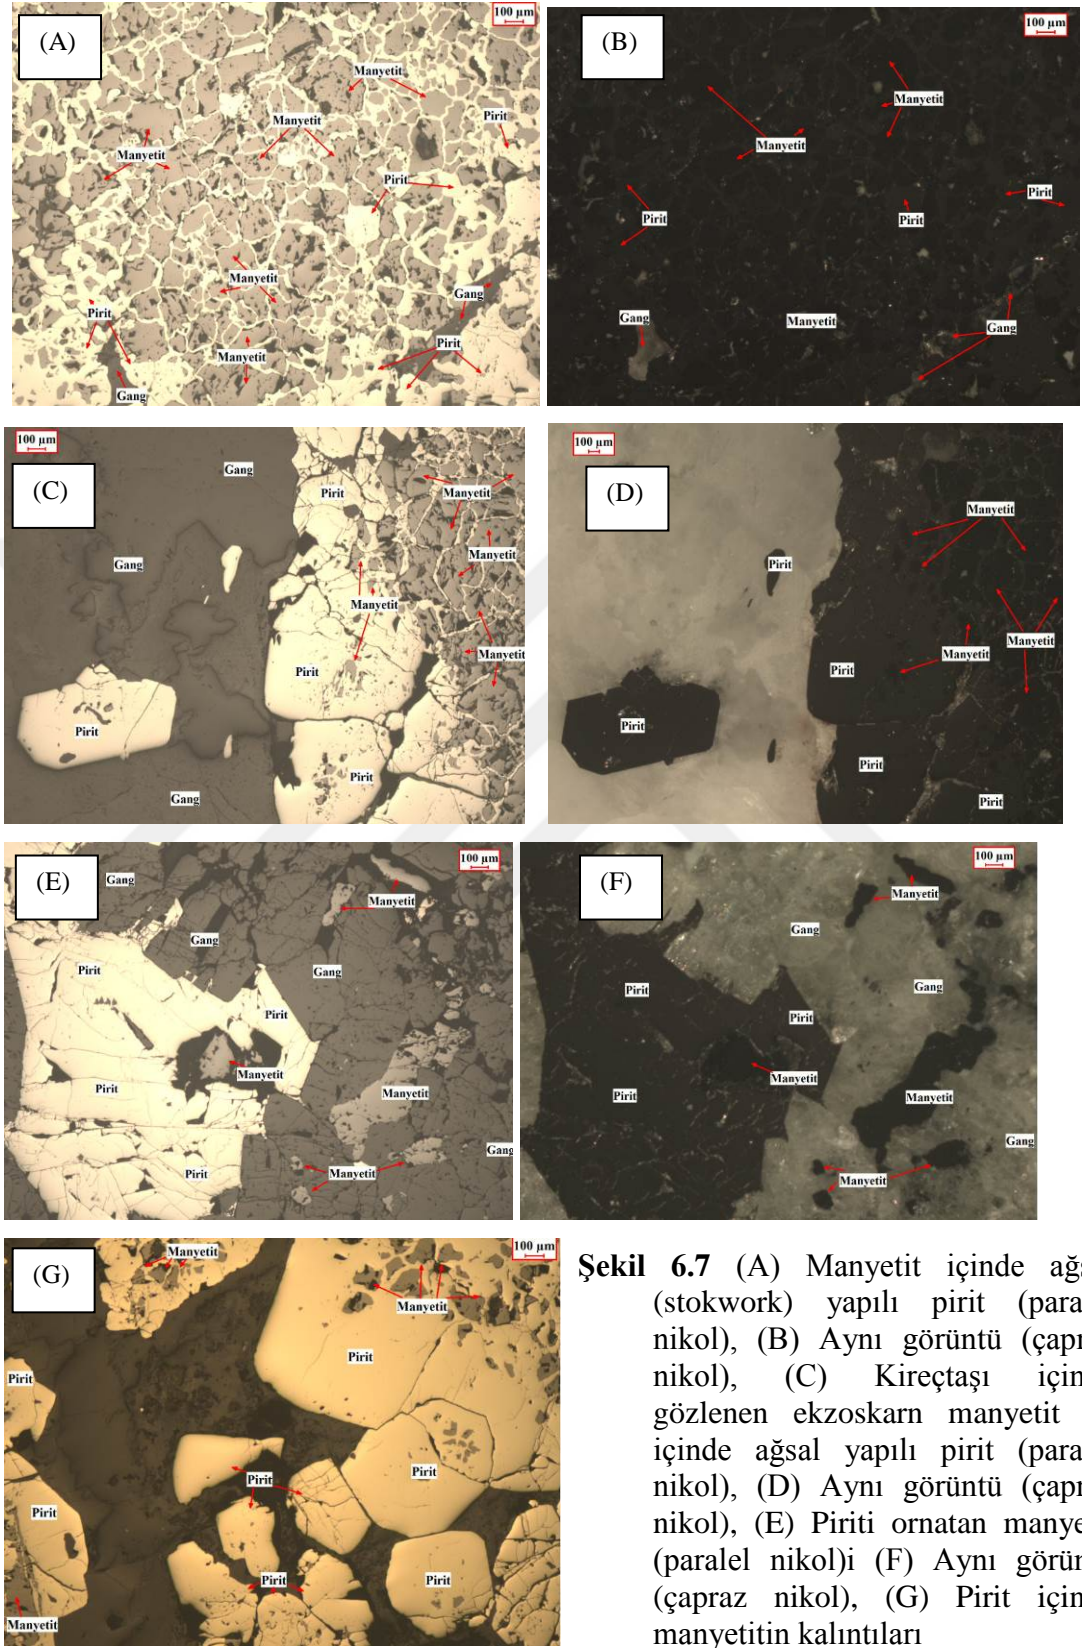 (A)
100 µm
Manyetit
Manyetit
Pirit
Manyetit
Pirit
Manyetit
Gang
Pirit
Pirit
Manyetit
Gang
(B)
100 µm
Manyetit
Manyetit
Pirit
Pirit
Pirit
Gang
Manyetit
Gang
(C)
100 µm
Gang
Pirit
Manyetit
Manyetit
Gang
Manyetit
Manyetit
Pirit
Pirit
Pirit
Gang
(D)
100 µm
Manyetit
Pirit
Manyetit
Manyetit
Pirit
Pirit
Pirit
Pirit
(E)
100 µm
Gang
Manyetit
Gang
Pirit
Gang
Pirit
Manyetit
Pirit
Manyetit
Gang
Pirit
Manyetit
(F)
100 µm
Manyetit
Gang
Pirit
Gang
Pirit
Manyetit
Pirit
Manyetit
Gang
Manyetit
(G)
100 µm
Manyetit
Manyetit
Pirit
Pirit
Pirit
Pirit
Pirit
Pirit
Pirit
Manyetit
Şekil 6.7 (A) Manyetit içinde ağs
(stokwork) yapılı pirit (para
nikol), (B) Aynı görüntü (çapr
nikol), (C) Kireçtaşı için
gözlenen ekzoskarn manyetit
içinde ağsal yapılı pirit (para
nikol), (D) Aynı görüntü (çapr
nikol), (E) Piriti ornatan manye
(paralel nikol)i (F) Aynı görün
(çapraz nikol), (G) Pirit için
manyetitin kalıntıları